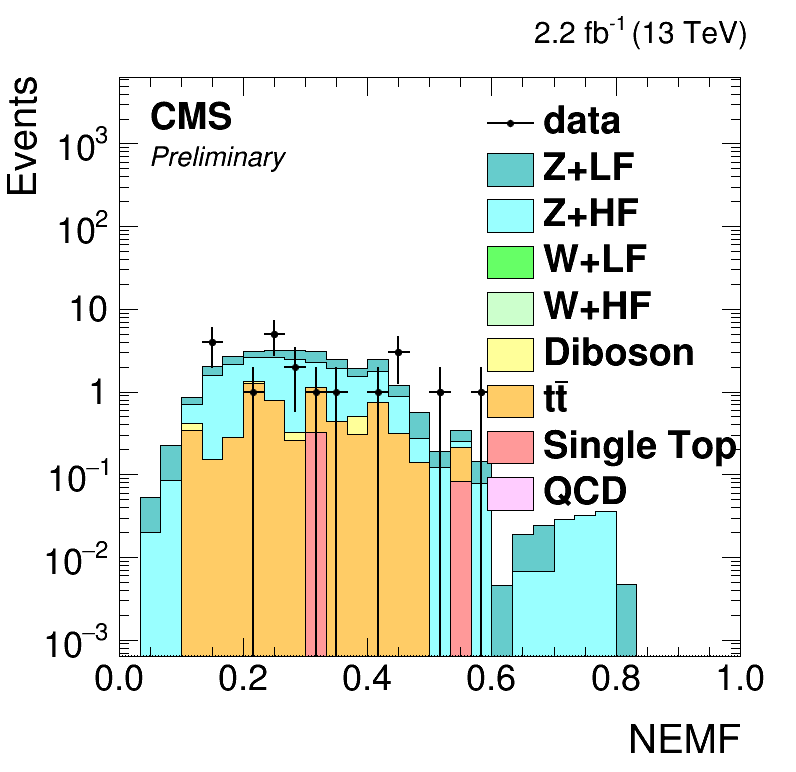 2.2 fb⁻¹ (13 TeV)
Events
CMS
Preliminary
data
Z+LF
Z+HF
W+LF
W+HF
Diboson
tt̄
Single Top
QCD
10³
10²
10
1
10⁻¹
10⁻²
10⁻³
0.0 0.2 0.4 0.6 0.8 1.0
NEMF